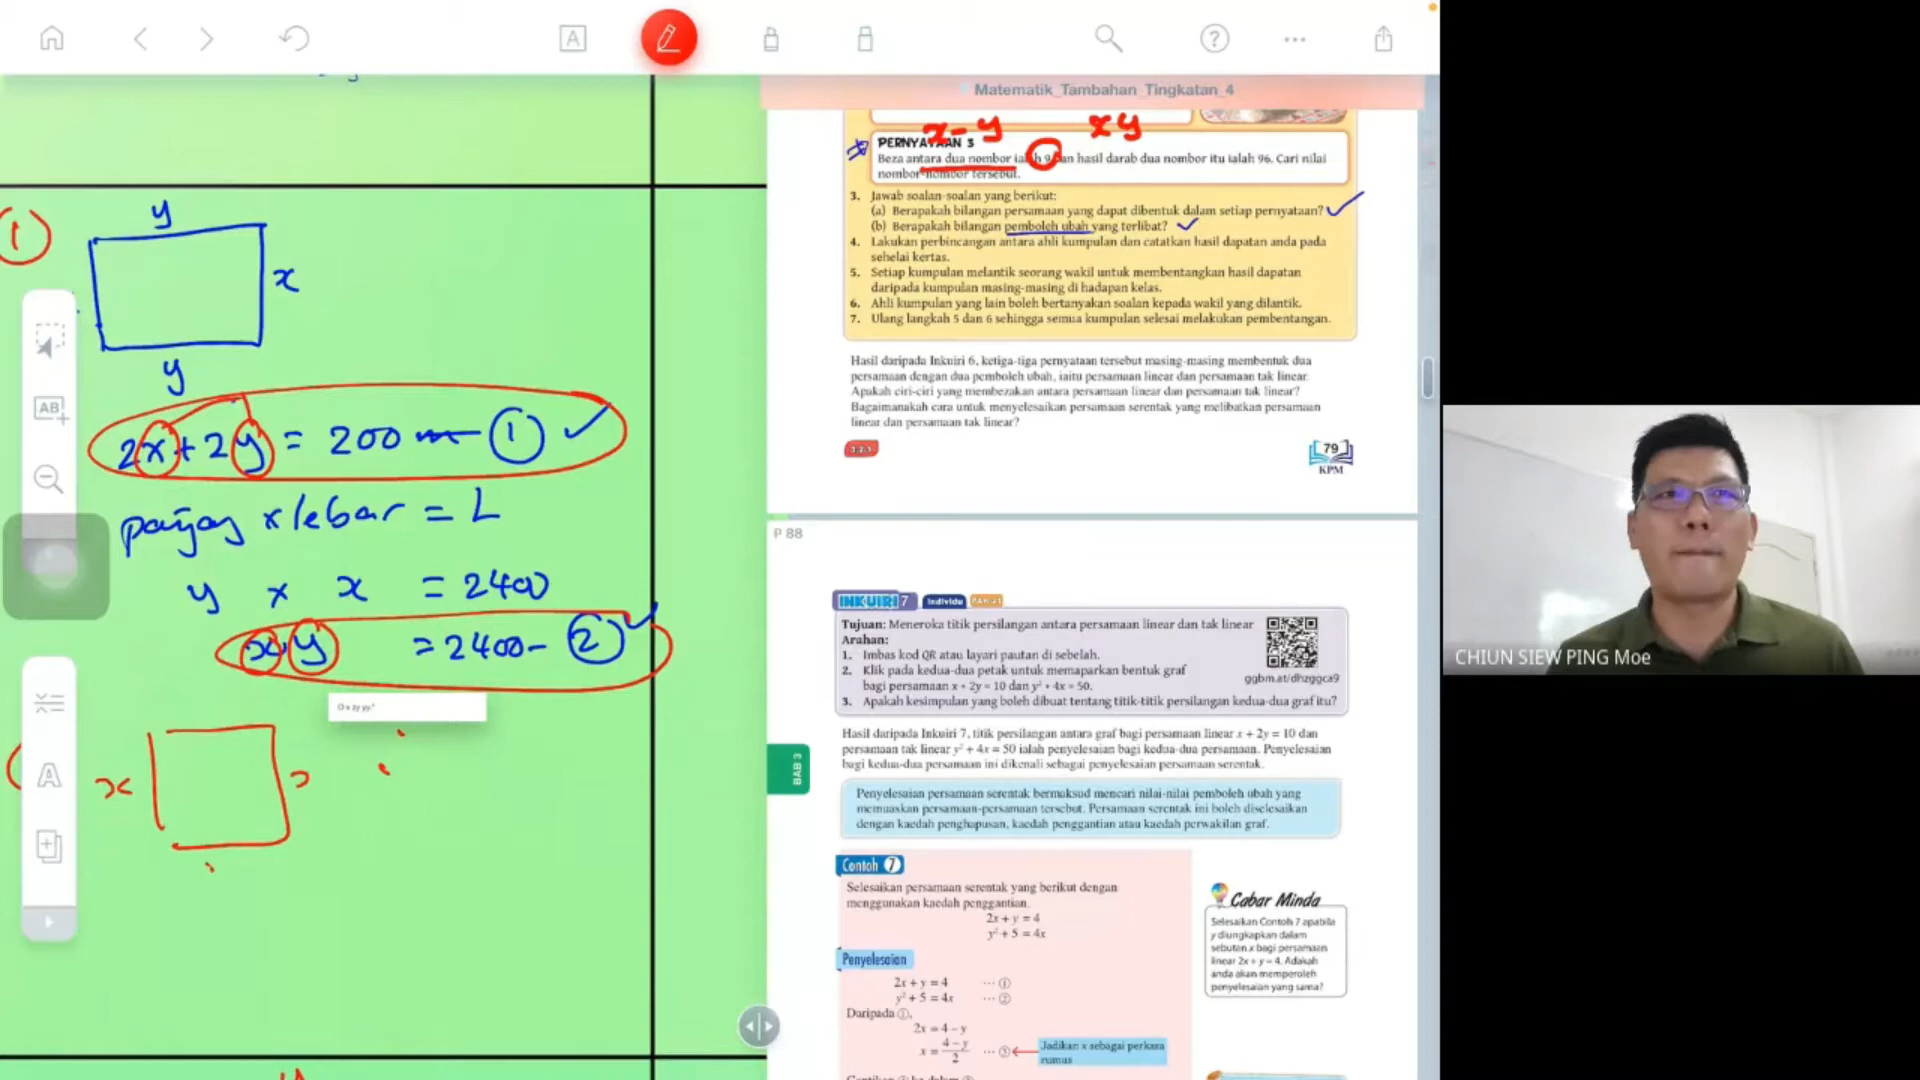 Matematik_Tambahan_Tingkatan_4
x - y
xy
PERNYATAAN 3
Beza antara dua nombor ialah 9 dan hasil darab dua nombor itu ialah 96. Cari nilai
nombor-nombor tersebut.
3. Jawab soalan-soalan yang berikut:
(a) Berapakah bilangan persamaan yang dapat dibentuk dalam setiap pernyataan?
(b) Berapakah bilangan pemboleh ubah yang terlibat?
4. Lakukan perbincangan antara ahli kumpulan dan catatkan hasil dapatan anda pada
sehelai kertas.
5. Setiap kumpulan melantik seorang wakil untuk membentangkan hasil dapatan
daripada kumpulan masing-masing di hadapan kelas.
6. Ahli kumpulan yang lain boleh bertanyakan soalan kepada wakil yang dilantik.
7. Ulang langkah 5 dan 6 sehingga semua kumpulan selesai melakukan pembentangan.
Hasil daripada Inkuiri 6, ketiga-tiga pernyataan tersebut masing-masing membentuk dua
persamaan dengan dua pemboleh ubah, iaitu persamaan linear dan persamaan tak linear.
Apakah ciri-ciri yang membezakan antara persamaan linear dan persamaan tak linear?
Bagaimanakah cara untuk menyelesaikan persamaan serentak yang melibatkan persamaan
linear dan persamaan tak linear?
3.2.1
79
KPM
P 88
INKUIRI 7 Individu PAK-21
Tujuan: Meneroka titik persilangan antara persamaan linear dan tak linear
Arahan:
1. Imbas kod QR atau layari pautan di sebelah.
2. Klik pada kedua-dua petak untuk memaparkan bentuk graf
bagi persamaan x + 2y = 10 dan y² + 4x = 50.
3. Apakah kesimpulan yang boleh dibuat tentang titik-titik persilangan kedua-dua graf itu?
ggbm.at/dhzggca9
Hasil daripada Inkuiri 7, titik persilangan antara graf bagi persamaan linear x + 2y = 10 dan
persamaan tak linear y² + 4x = 50 ialah penyelesaian bagi kedua-dua persamaan. Penyelesaian
bagi kedua-dua persamaan ini dikenali sebagai penyelesaian persamaan serentak.
BAB 3
Penyelesaian persamaan serentak bermaksud mencari nilai-nilai pemboleh ubah yang
memuaskan persamaan-persamaan tersebut. Persamaan serentak ini boleh diselesaikan
dengan kaedah penghapusan, kaedah penggantian atau kaedah perwakilan graf.
Contoh 7
Selesaikan persamaan serentak yang berikut dengan
menggunakan kaedah penggantian.
2x + y = 4
y² + 5 = 4x
Penyelesaian
2x + y = 4 ... ①
y² + 5 = 4x ... ②
Daripada ①,
2x = 4 – y
x = 4 – y
2 ... ③
Jadikan x sebagai perkara
rumus
Cabar Minda
Selesaikan Contoh 7 apabila
y diungkapkan dalam
sebutan x bagi persamaan
linear 2x + y = 4. Adakah
anda akan memperoleh
penyelesaian yang sama?
1
y
x
y
2x + 2y = 200 — ①
panjang x lebar = L
y x x = 2400
xy = 2400 - ②
x
CHIUN SIEW PING Moe
A
AB
A